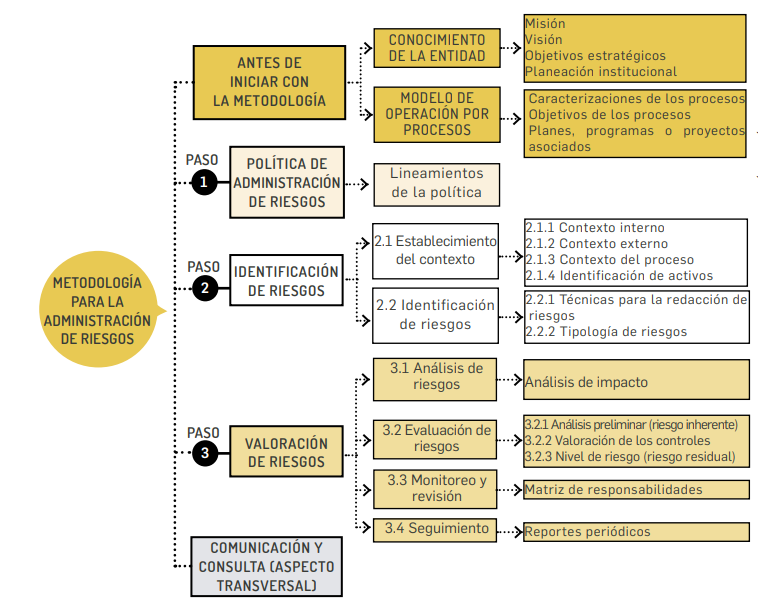 METODOLOGÍA
PARA LA
ADMINISTRACIÓN
DE RIESGOS
ANTES DE
INICIAR CON
LA METODOLOGÍA
CONOCIMIENTO
DE LA ENTIDAD
Misión
Visión
Objetivos estratégicos
Planeación institucional
MODELO DE
OPERACIÓN POR
PROCESOS
Caracterizaciones de los procesos
Objetivos de los procesos
Planes, programas o proyectos
asociados
PASO
1
POLÍTICA DE
ADMINISTRACIÓN
DE RIESGOS
Lineamientos
de la política
PASO
2
IDENTIFICACIÓN
DE RIESGOS
2.1 Establecimiento
del contexto
2.1.1 Contexto interno
2.1.2 Contexto externo
2.1.3 Contexto del proceso
2.1.4 Identificación de activos
2.2 Identificación
de riesgos
2.2.1 Técnicas para la redacción de
riesgos
2.2.2 Tipología de riesgos
PASO
3
VALORACIÓN
DE RIESGOS
3.1 Análisis de
riesgos
Análisis de impacto
3.2 Evaluación de
riesgos
3.2.1 Análisis preliminar (riesgo inherente)
3.2.2 Valoración de los controles
3.2.3 Nivel de riesgo (riesgo residual)
3.3 Monitoreo y
revisión
Matriz de responsabilidades
3.4 Seguimiento
Reportes periódicos
COMUNICACIÓN Y
CONSULTA (ASPECTO
TRANSVERSAL)